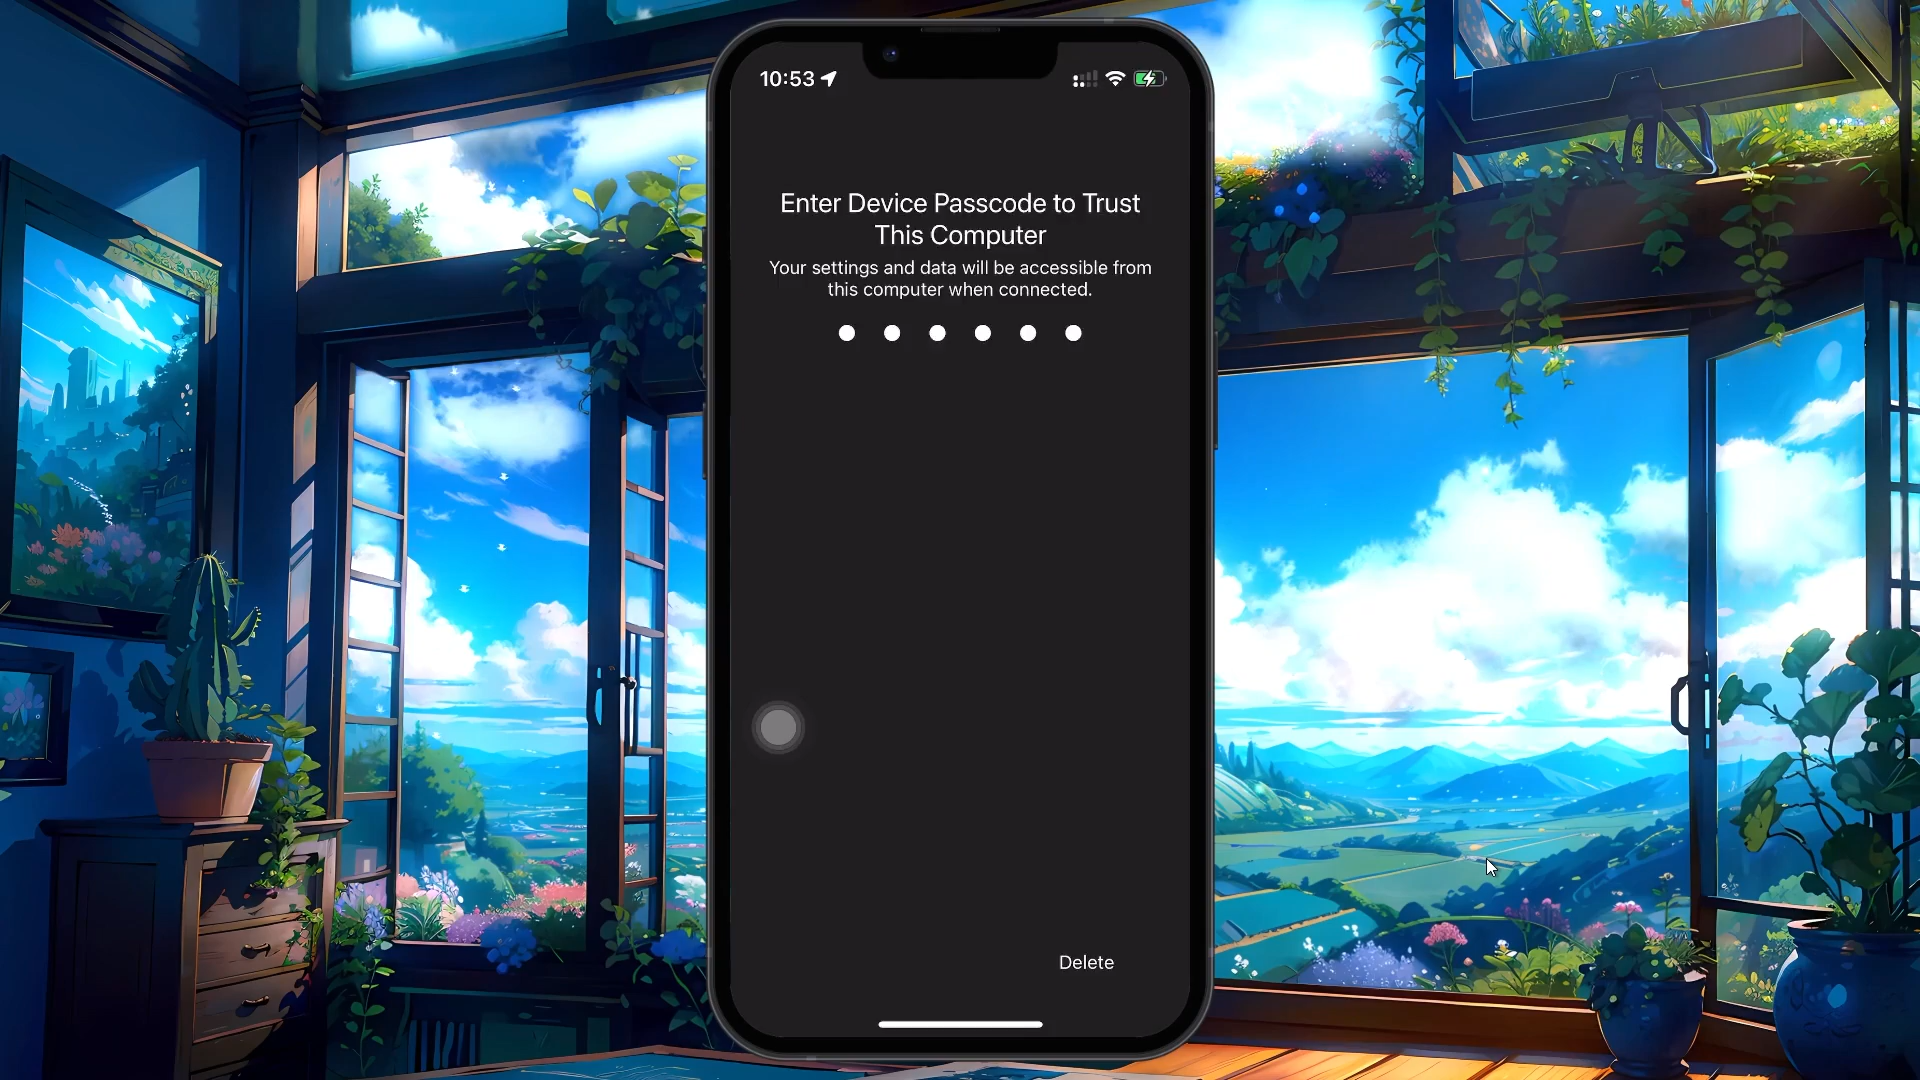 10:53
Enter Device Passcode to Trust
This Computer
Your settings and data will be accessible from
this computer when connected.
Delete